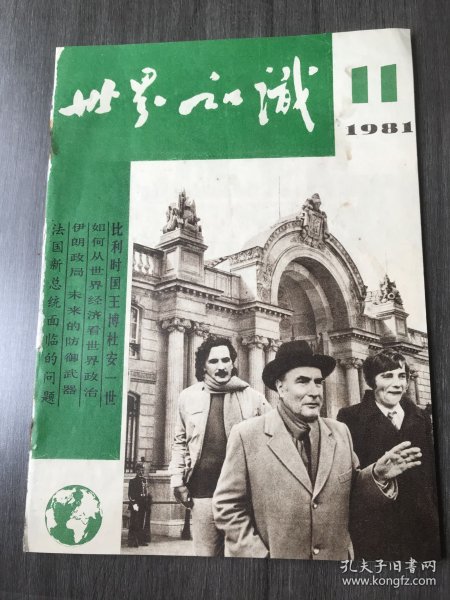 世界知識
11
1981
比利时国王博杜安一世
如何从世界经济看世界政治
伊朗政局 未来的防御武器
法国新总统面临的问题
孔夫子旧书网
www.kongfz.com